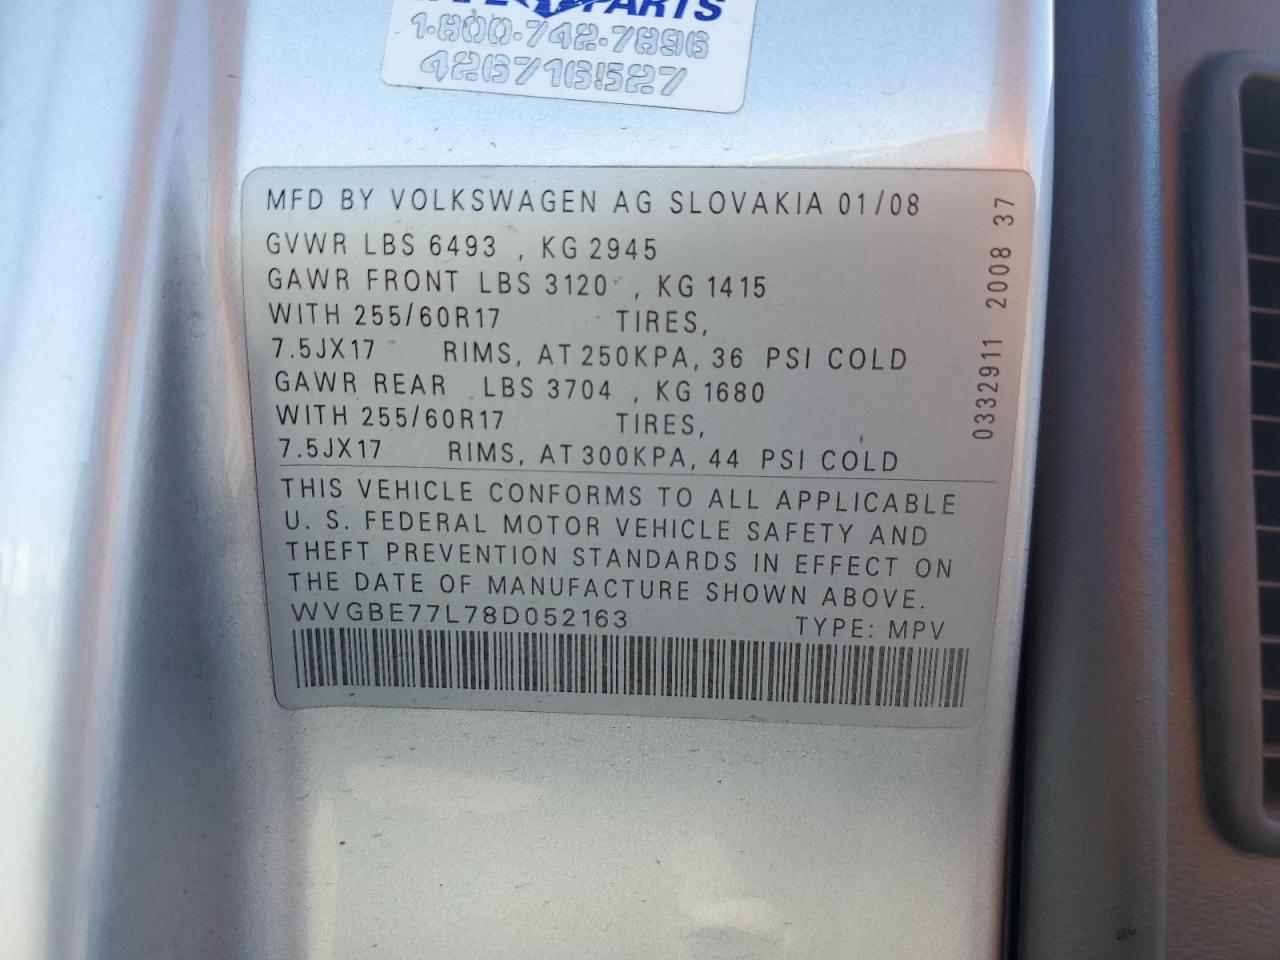 PARTS
1-800-742-7896
426716527
MFD BY VOLKSWAGEN AG SLOVAKIA 01/08
GVWR LBS 6493 , KG 2945
GAWR FRONT LBS 3120 , KG 1415
WITH 255/60R17 TIRES,
7.5JX17 RIMS, AT 250KPA, 36 PSI COLD
GAWR REAR LBS 3704 , KG 1680
WITH 255/60R17 TIRES,
7.5JX17 RIMS, AT 300KPA, 44 PSI COLD
THIS VEHICLE CONFORMS TO ALL APPLICABLE
U. S. FEDERAL MOTOR VEHICLE SAFETY AND
THEFT PREVENTION STANDARDS IN EFFECT ON
THE DATE OF MANUFACTURE SHOWN ABOVE.
WVGBE77L78D052163 TYPE: MPV
0332911 2008 37